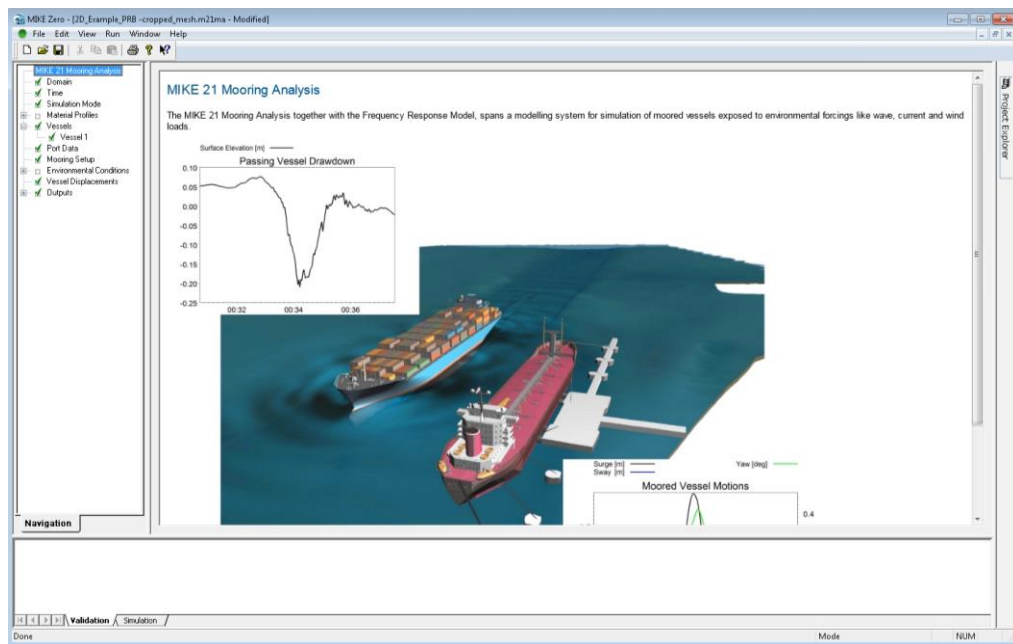 MIKE Zero - [2D_Example_PRB -cropped_mesh.m21ma - Modified]
File Edit View Run Window Help
MIKE 21 Mooring Analysis
Domain
Time
Simulation Mode
Material Profiles
Vessels
Vessel 1
Port Data
Mooring Setup
Environmental Conditions
Vessel Displacements
Outputs
Navigation
MIKE 21 Mooring Analysis
The MIKE 21 Mooring Analysis together with the Frequency Response Model, spans a modelling system for simulation of moored vessels exposed to environmental forcings like wave, current and wind
loads.
Surface Elevation [m]
Passing Vessel Drawdown
0.10
0.05
0.00
-0.05
-0.10
-0.15
-0.20
-0.25
00:32 00:34 00:36
Surge [m] Yaw [deg]
Sway [m]
Moored Vessel Motions
0.4
Project Explorer
Validation Simulation
Done Mode NUM